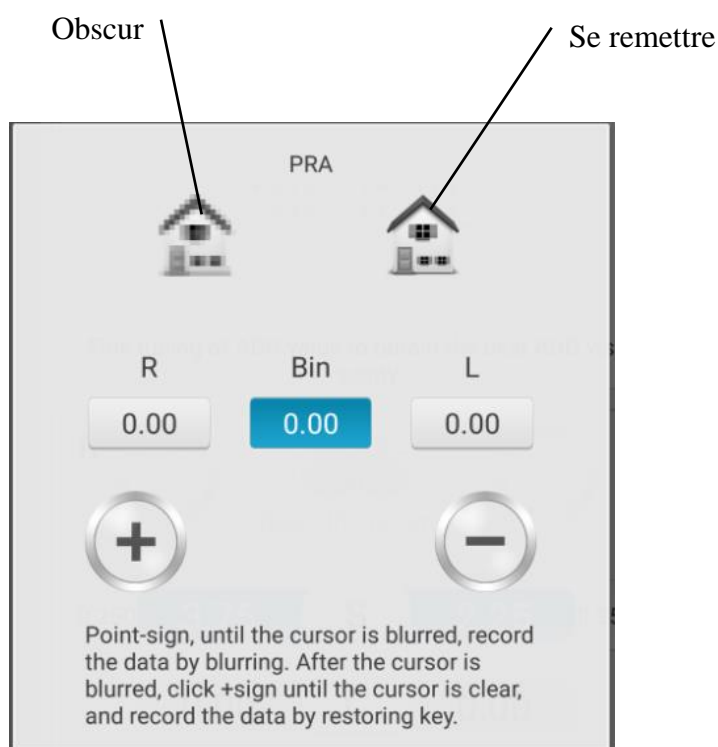 Obscur
Se remettre
PRA
R Bin L
0.00 0.00 0.00
+ −
Point-sign, until the cursor is blurred, record
the data by blurring. After the cursor is
blurred, click +sign until the cursor is clear,
and record the data by restoring key.